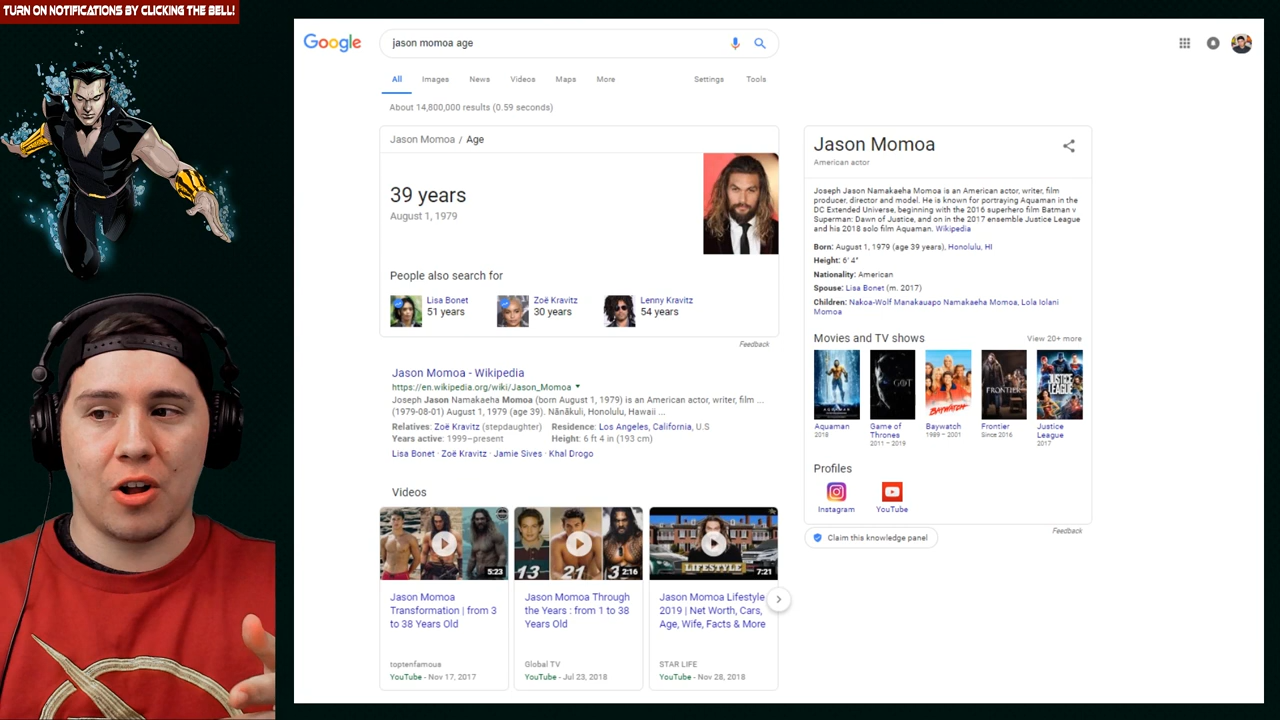 TURN ON NOTIFICATIONS BY CLICKING THE BELL!
Google
jason momoa age
All Images News Videos Maps More Settings Tools
About 14,800,000 results (0.59 seconds)
Jason Momoa / Age
39 years
August 1, 1979
People also search for
Lisa Bonet
51 years
Zoë Kravitz
30 years
Lenny Kravitz
54 years
Feedback
Jason Momoa - Wikipedia
https://en.wikipedia.org/wiki/Jason_Momoa
Joseph Jason Namakaeha Momoa (born August 1, 1979) is an American actor, writer, film ...
(1979-08-01) August 1, 1979 (age 39). Nānākuli, Honolulu, Hawaii ...
Relatives: Zoë Kravitz (stepdaughter) Residence: Los Angeles, California, U.S
Years active: 1999–present Height: 6 ft 4 in (193 cm)
Lisa Bonet · Zoë Kravitz · Jamie Sives · Khal Drogo
Videos
5:23
Jason Momoa
Transformation | from 3
to 38 Years Old
toptenfamous
YouTube - Nov 17, 2017
13 21 3
2:16
Jason Momoa Through
the Years : from 1 to 38
Years Old
Global TV
YouTube - Jul 23, 2018
LIFESTYLE
7:21
Jason Momoa Lifestyle
2019 | Net Worth, Cars,
Age, Wife, Facts & More
STAR LIFE
YouTube - Nov 28, 2018
Jason Momoa
American actor
Joseph Jason Namakaeha Momoa is an American actor, writer, film
producer, director and model. He is known for portraying Aquaman in the
DC Extended Universe, beginning with the 2016 superhero film Batman v
Superman: Dawn of Justice, and on in the 2017 ensemble Justice League
and his 2018 solo film Aquaman. Wikipedia
Born: August 1, 1979 (age 39 years), Honolulu, HI
Height: 6′ 4″
Nationality: American
Spouse: Lisa Bonet (m. 2017)
Children: Nakoa-Wolf Manakauapo Namakaeha Momoa, Lola Iolani
Momoa
Movies and TV shows View 20+ more
AQUAMAN
GOT
BAYWATCH
FRONTIER
JUSTICE
LEAGUE
Aquaman
2018
Game of
Thrones
2011 – 2019
Baywatch
1989 – 2001
Frontier
Since 2016
Justice
League
2017
Profiles
Instagram YouTube
Feedback
Claim this knowledge panel